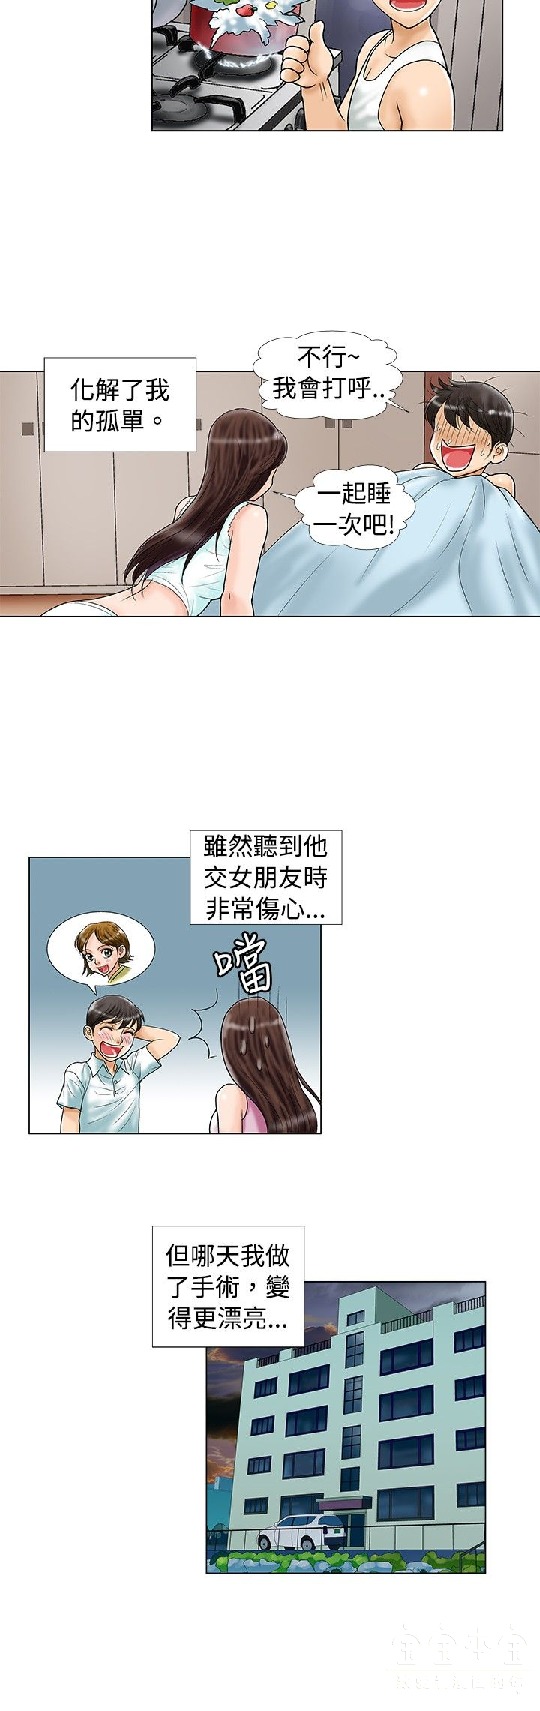 化解了我
的孤單。
不行~
我會打呼..
一起睡
一次吧!
雖然聽到他
交女朋友時
非常傷心...
噹
但哪天我做
了手術，變
得更漂亮...